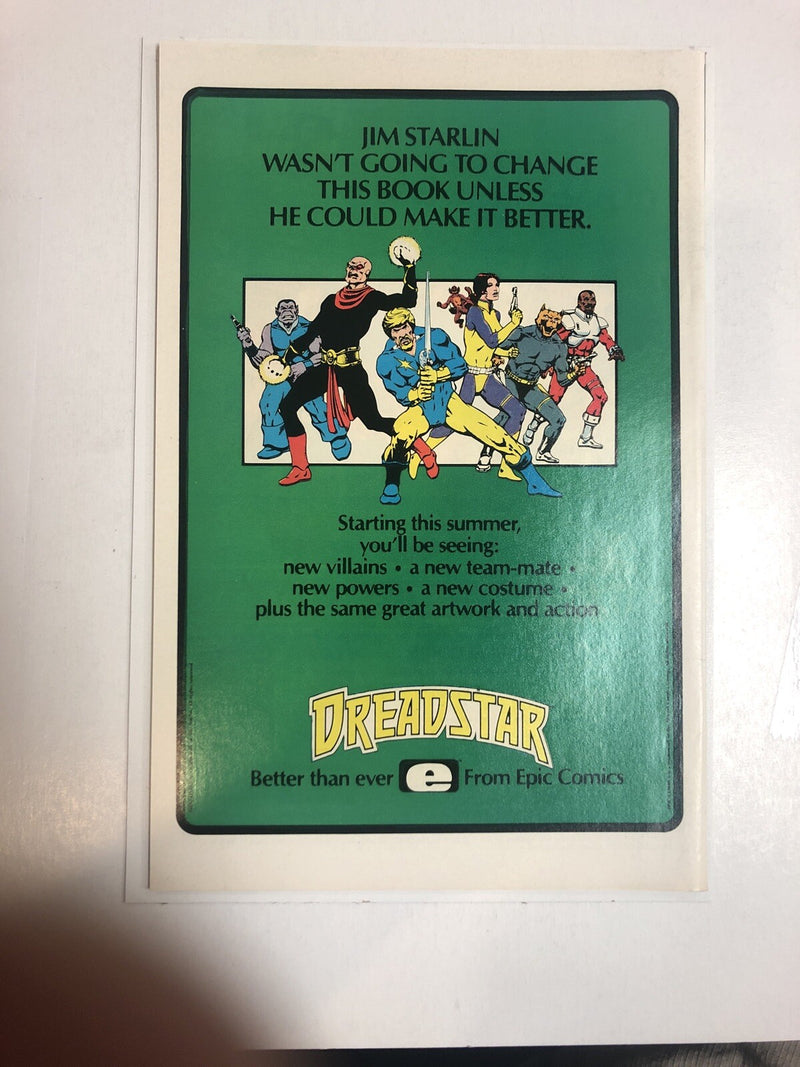 JIM STARLIN
WASN'T GOING TO CHANGE
THIS BOOK UNLESS
HE COULD MAKE IT BETTER.
Starting this summer,
you'll be seeing:
new villains • a new team-mate •
new powers • a new costume •
plus the same great artwork and action
DREADSTAR
Better than ever e From Epic Comics